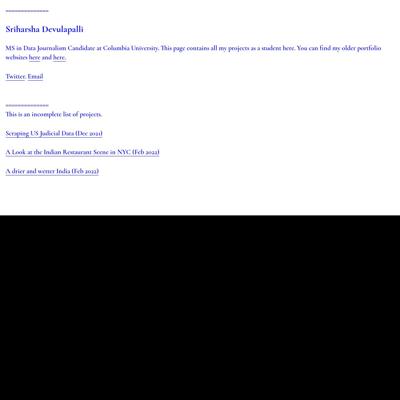 ==============
Sriharsha Devulapalli
MS in Data Journalism Candidate at Columbia University. This page contains all my projects as a student here. You can find my older portfolio
websites here and here.
Twitter. Email
==============
This is an incomplete list of projects.
Scraping US Judicial Data (Dec 2021)
A Look at the Indian Restaurant Scene in NYC (Feb 2022)
A drier and wetter India (Feb 2022)